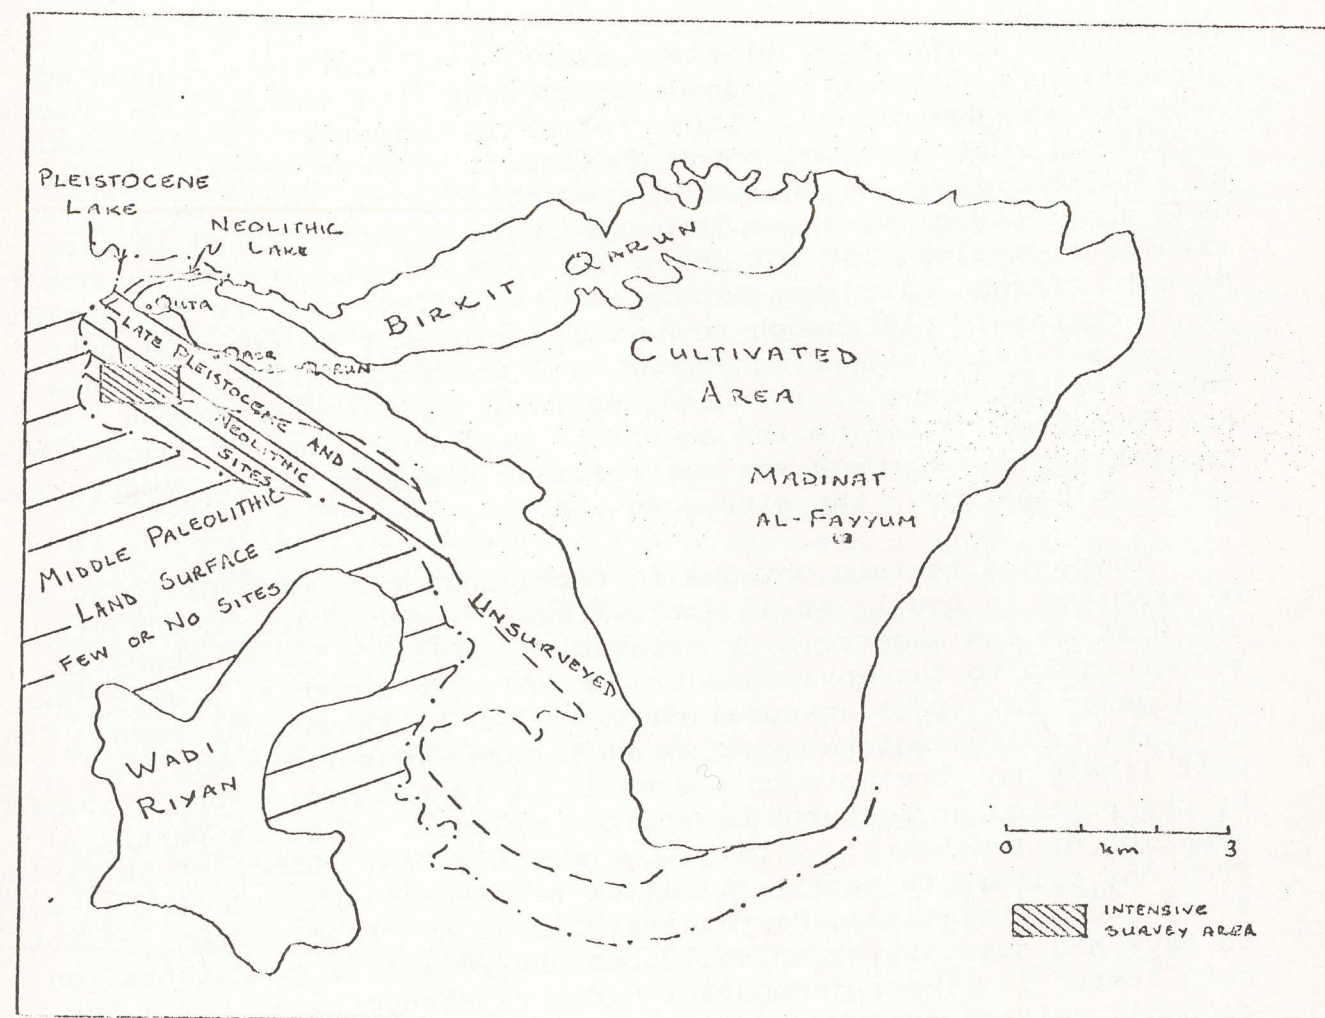 PLEISTOCENE
LAKE
NEOLITHIC
LAKE
QUTA
BIRKIT QARUN
LATE PLEISTOCENE AND
NEOLITHIC
SITES
QASR QARUN
CULTIVATED
AREA
MADINAT
AL-FAYYUM
MIDDLE PALEOLITHIC
LAND SURFACE
FEW OR NO SITES
UNSURVEYED
WADI
RIYAN
0 km 3
INTENSIVE
SURVEY AREA